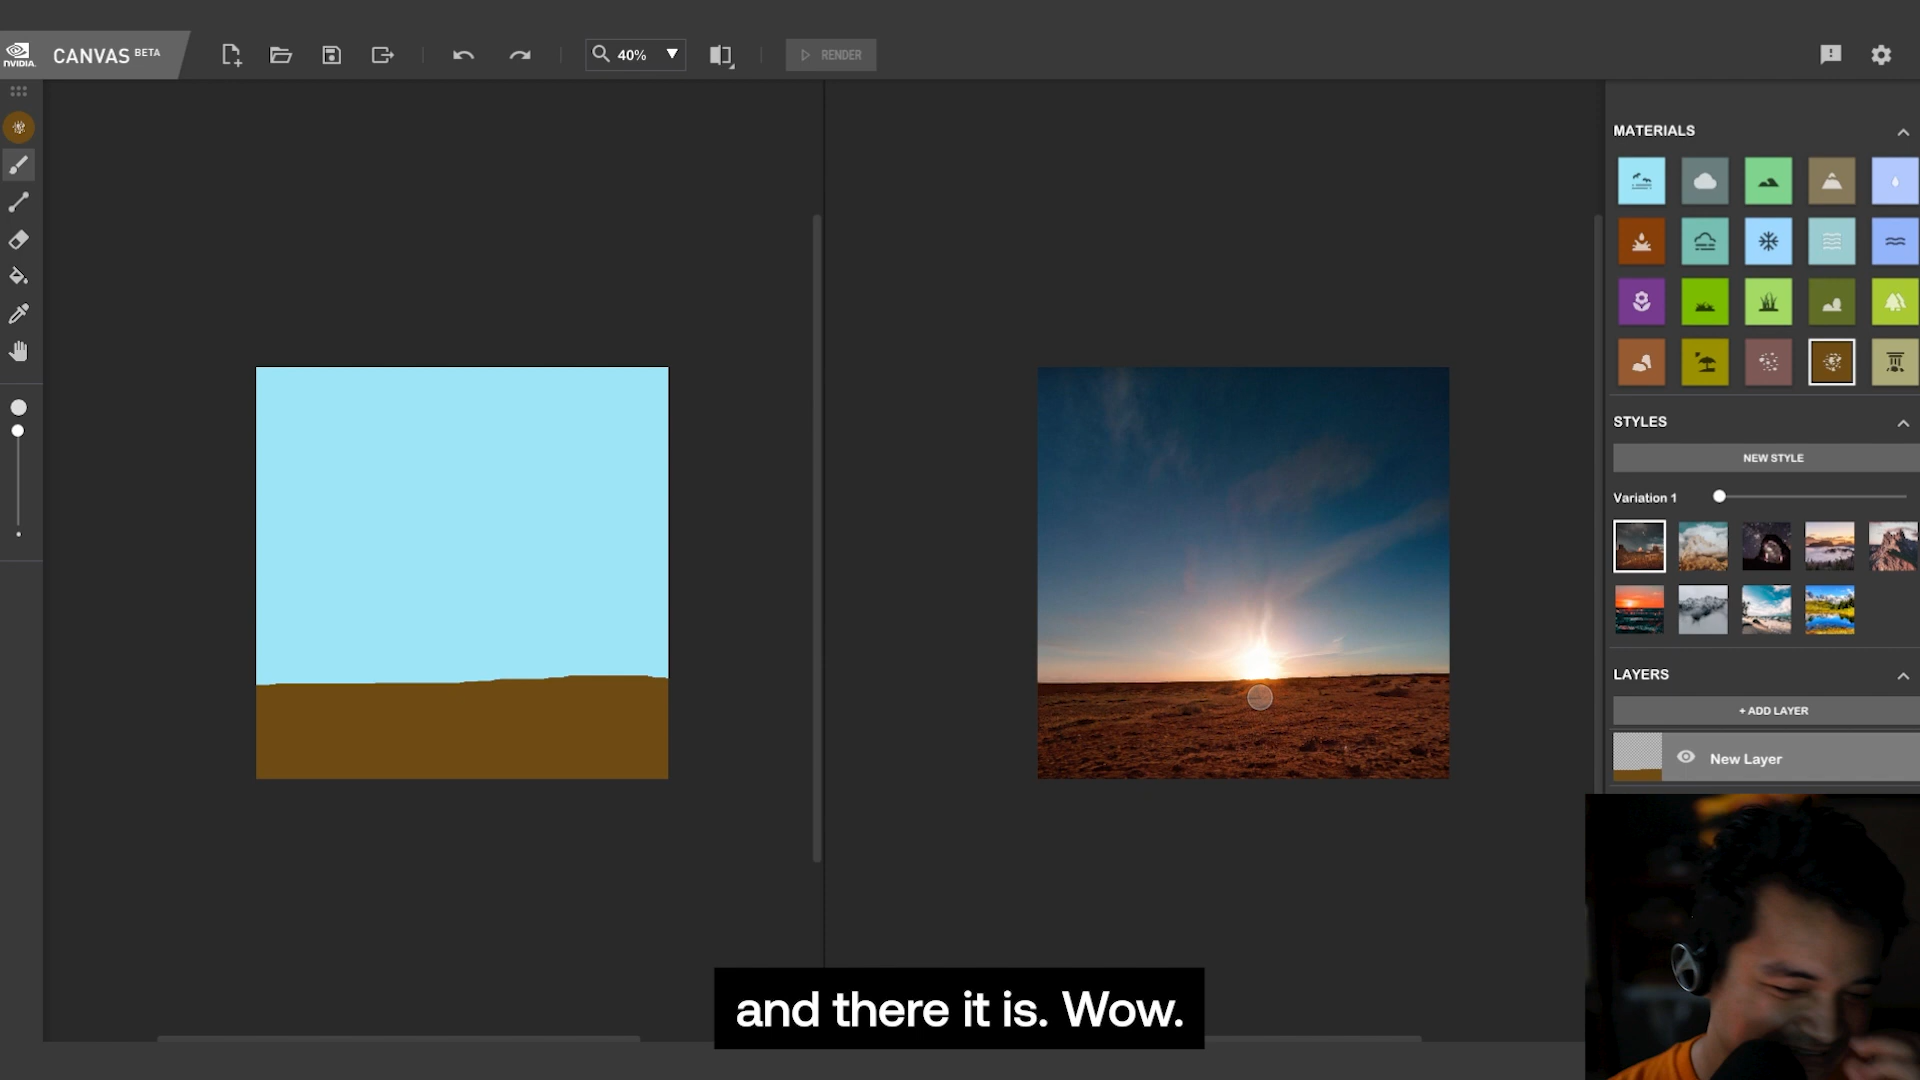 NVIDIA.
CANVAS BETA
40%
RENDER
MATERIALS
STYLES
NEW STYLE
Variation 1
LAYERS
+ ADD LAYER
New Layer
and there it is. Wow.